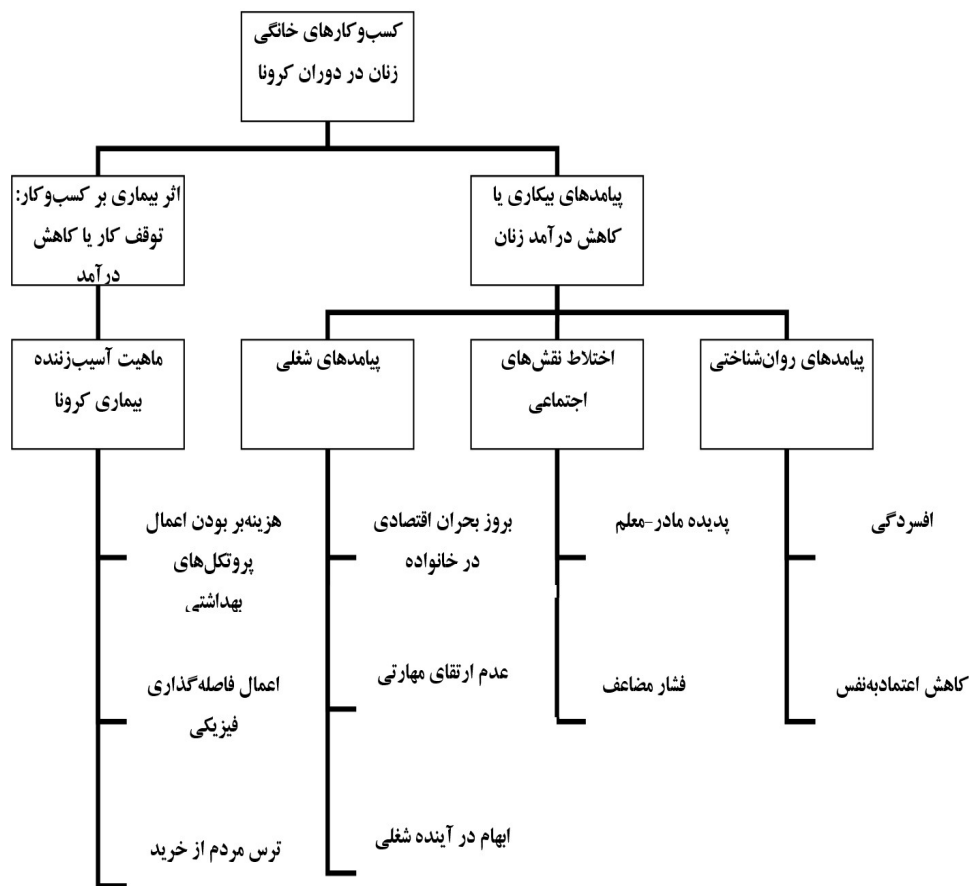 کسب‌وکارهای خانگی
زنان در دوران کرونا
پیامدهای بیکاری یا
کاهش درآمد زنان
اثر بیماری بر کسب‌وکار:
توقف کار یا کاهش
درآمد
پیامدهای روان‌شناختی
اختلاط نقش‌های
اجتماعی
پیامدهای شغلی
ماهیت آسیب‌زننده
بیماری کرونا
افسردگی
کاهش اعتمادبه‌نفس
پدیده مادر-معلم
فشار مضاعف
بروز بحران اقتصادی
در خانواده
عدم ارتقای مهارتی
ابهام در آینده شغلی
هزینه‌بر بودن اعمال
پروتکل‌های
بهداشتی
اعمال فاصله‌گذاری
فیزیکی
ترس مردم از خرید